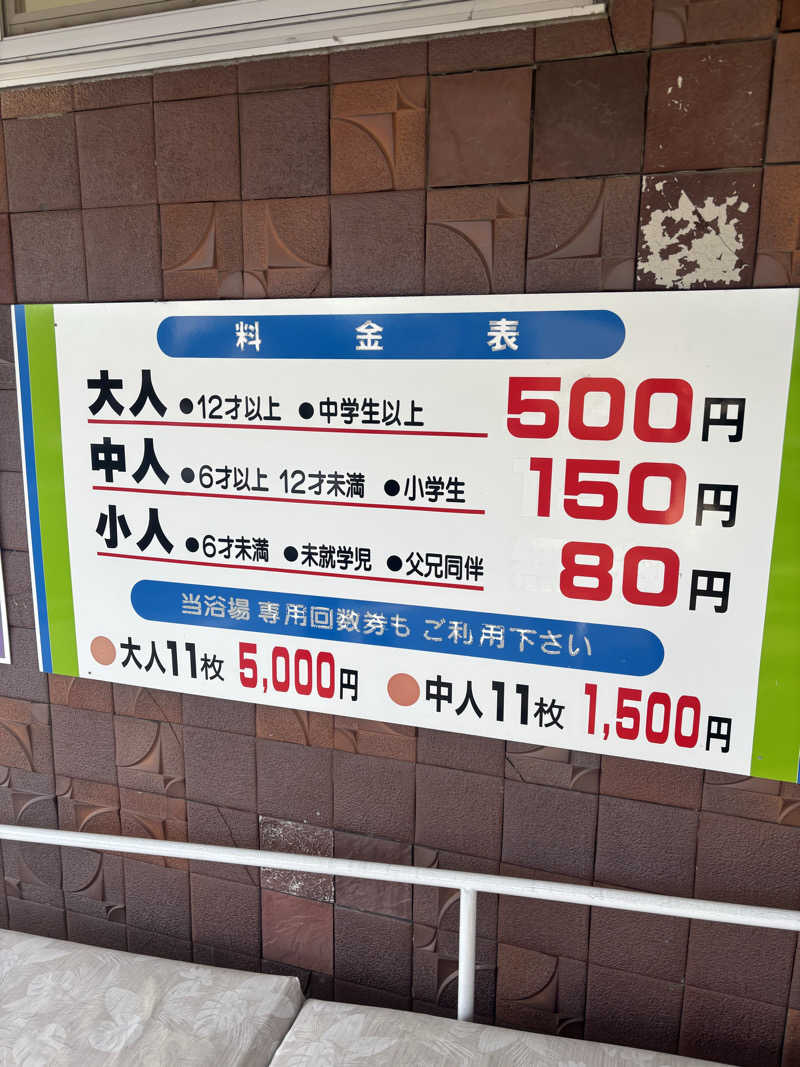 料金表
大人 ●12才以上 ●中学生以上 500円
中人 ●6才以上 12才未満 ●小学生 150円
小人 ●6才未満 ●未就学児 ●父兄同伴 80円
当浴場専用回数券も ご利用下さい
●大人11枚 5,000円 ●中人11枚 1,500円